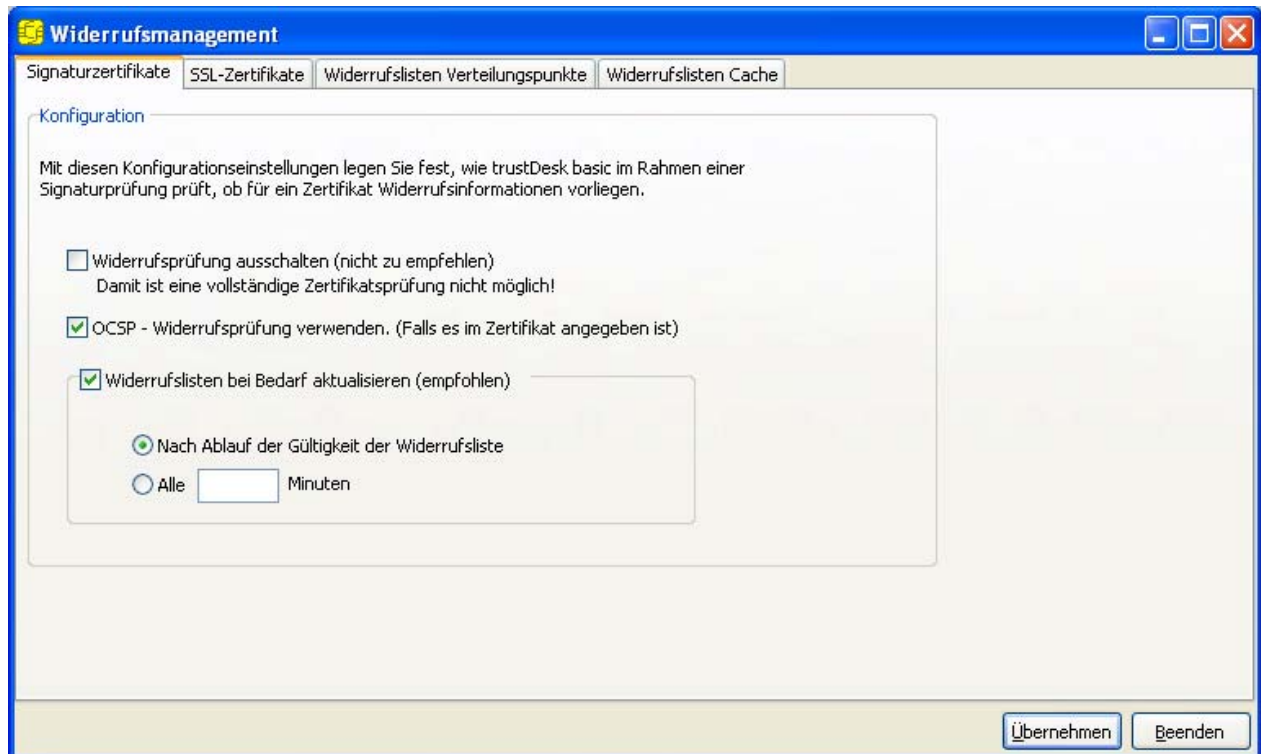 Widerrufsmanagement
Signaturzertifikate SSL-Zertifikate Widerrufslisten Verteilungspunkte Widerrufslisten Cache
Konfiguration
Mit diesen Konfigurationseinstellungen legen Sie fest, wie trustDesk basic im Rahmen einer
Signaturprüfung prüft, ob für ein Zertifikat Widerrufsinformationen vorliegen.
Widerrufsprüfung ausschalten (nicht zu empfehlen)
Damit ist eine vollständige Zertifikatsprüfung nicht möglich!
OCSP - Widerrufsprüfung verwenden. (Falls es im Zertifikat angegeben ist)
Widerrufslisten bei Bedarf aktualisieren (empfohlen)
Nach Ablauf der Gültigkeit der Widerrufsliste
Alle Minuten
Übernehmen Beenden